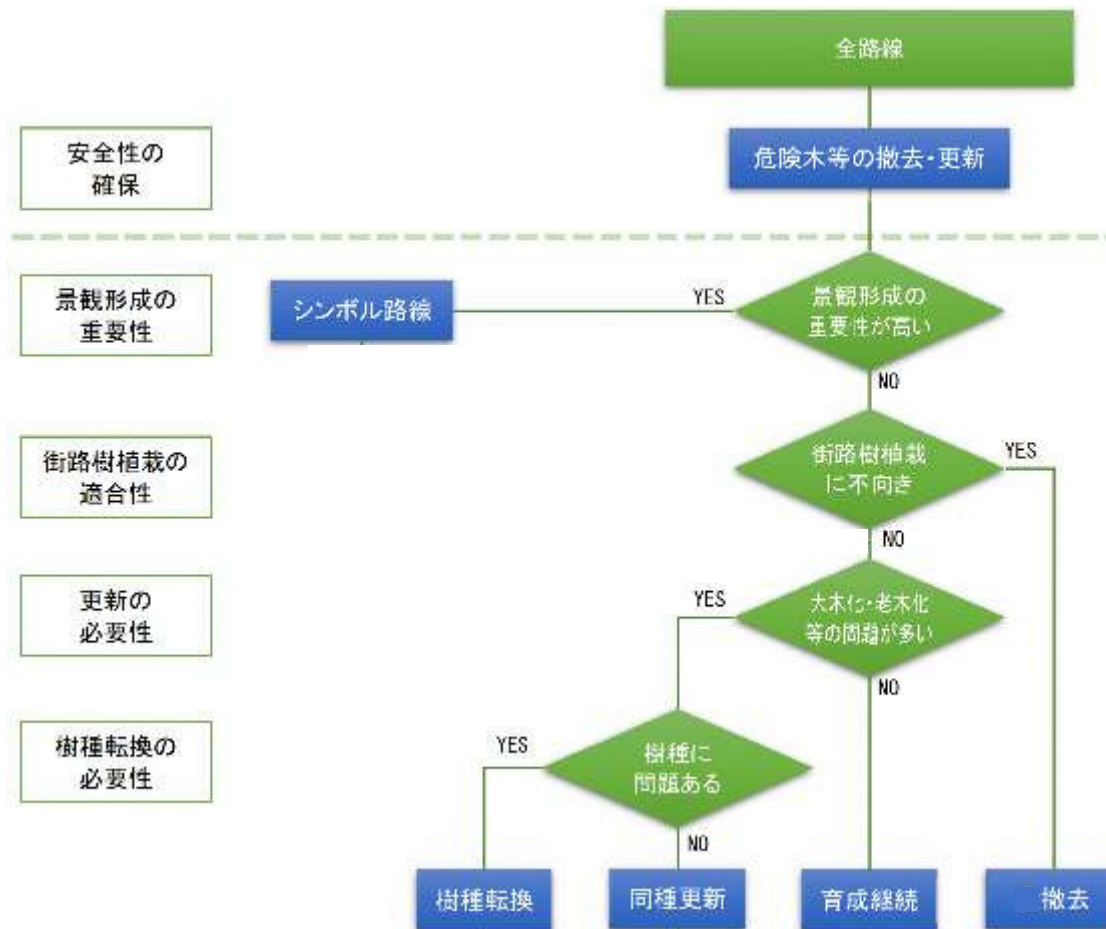 全路線
安全性の
確保
危険木等の撤去・更新
景観形成の
重要性
シンボル路線
YES
景観形成の
重要性が高い
NO
街路樹植栽の
適合性
街路樹植栽
に不向き
YES
NO
更新の
必要性
YES
大木化・老木化
等の問題が多い
NO
樹種転換の
必要性
YES
樹種に
問題ある
NO
樹種転換
同種更新
育成継続
撤去